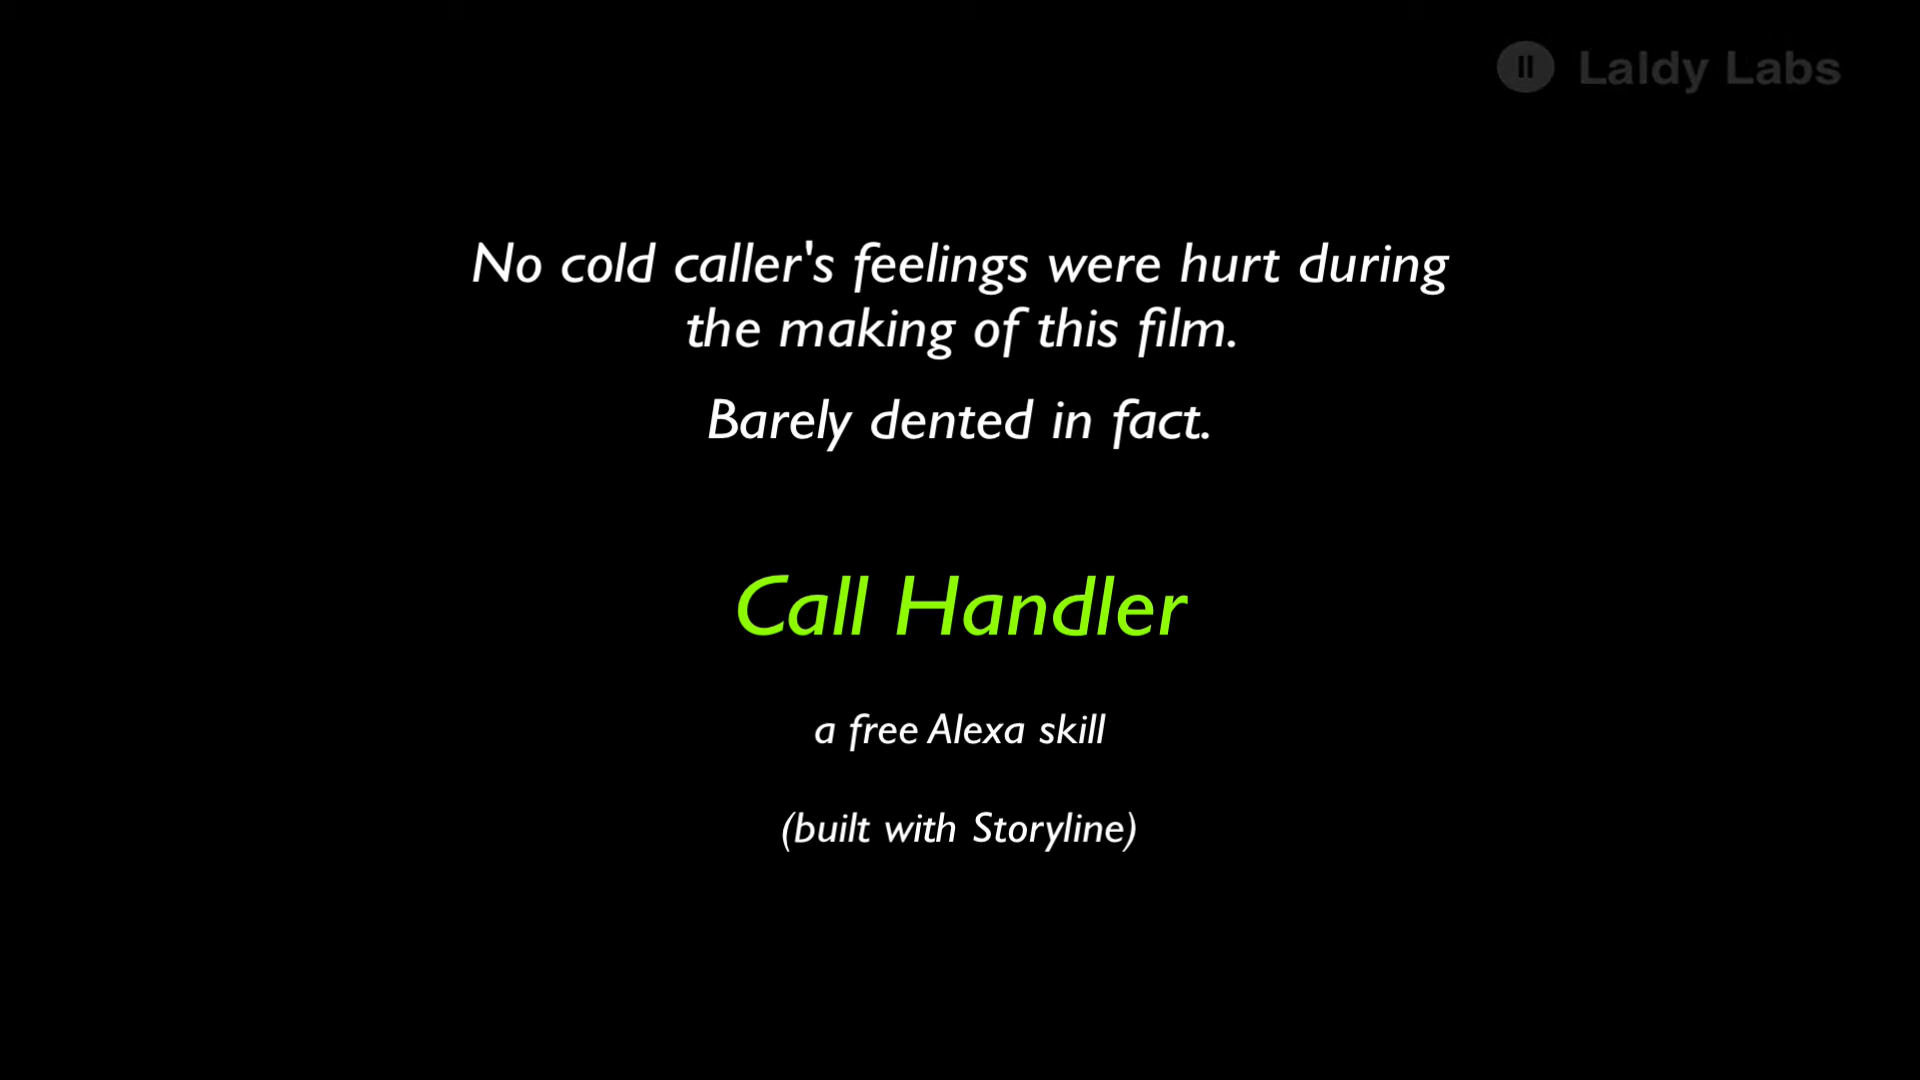 Laldy Labs
No cold caller's feelings were hurt during
the making of this film.
Barely dented in fact.
Call Handler
a free Alexa skill
(built with Storyline)